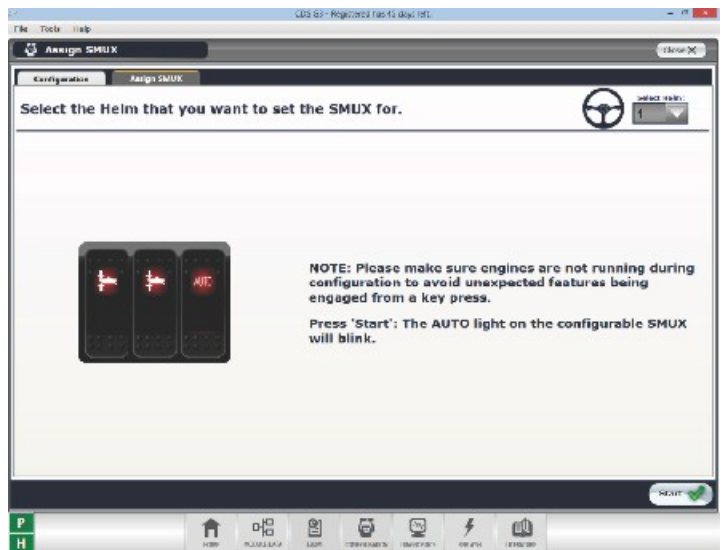 CDS G3 - Registered has 45 days left.
File Tools Help
Assign SMUX
Close X
Configuration
Assign SMUX
Select the Helm that you want to set the SMUX for.
Select Helm:
1
AUTO
NOTE: Please make sure engines are not running during
configuration to avoid unexpected features being
engaged from a key press.
Press 'Start': The AUTO light on the configurable SMUX
will blink.
Start
P
H
HOME
CONFIGURATION